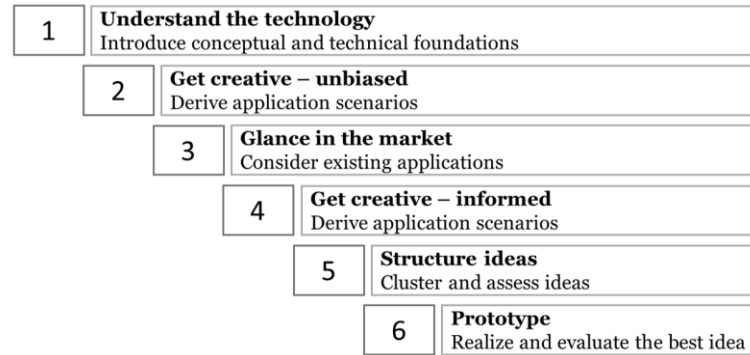 1
Understand the technology
Introduce conceptual and technical foundations
2
Get creative – unbiased
Derive application scenarios
3
Glance in the market
Consider existing applications
4
Get creative – informed
Derive application scenarios
5
Structure ideas
Cluster and assess ideas
6
Prototype
Realize and evaluate the best idea